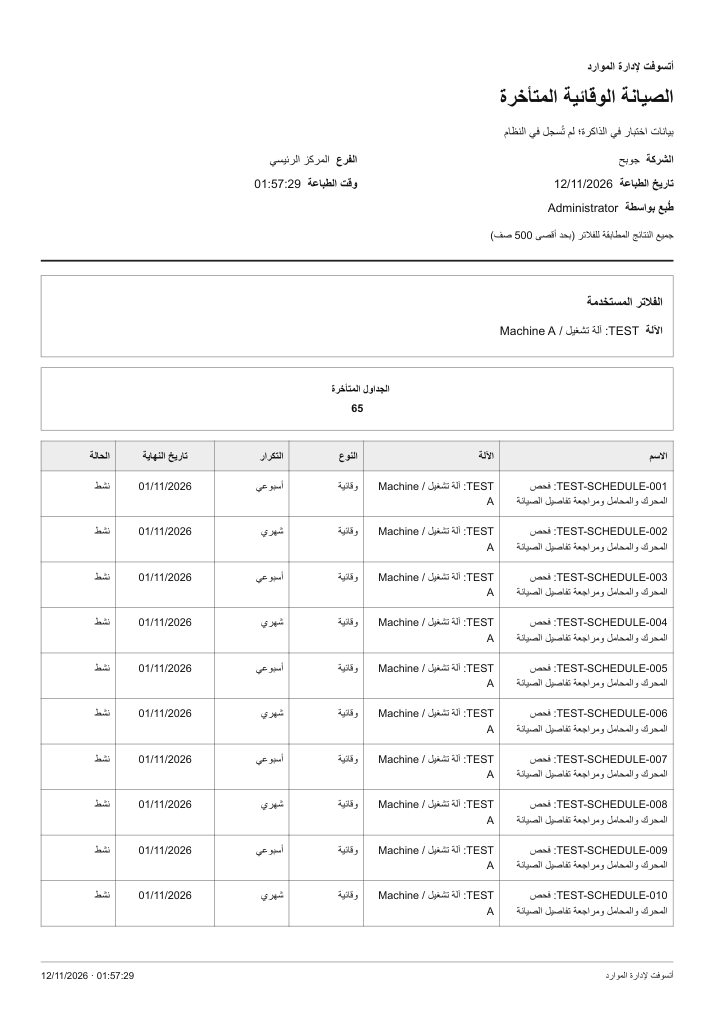 أتسوفت لإدارة الموارد
الصيانة الوقائية المتأخرة
بيانات اختبار في الذاكرة؛ لم تُسجل في النظام
الشركة جوبح
الفرع المركز الرئيسي
تاريخ الطباعة 12/11/2026
وقت الطباعة 01:57:29
طُبع بواسطة Administrator
جميع النتائج المطابقة للفلاتر (بحد أقصى 500 صف)
الفلاتر المستخدمة
الآلة TEST: آلة تشغيل / Machine A
الجداول المتأخرة
65
الاسم الآلة النوع التكرار تاريخ النهاية الحالة
TEST-SCHEDULE-001: فحص TEST: آلة تشغيل / Machine وقائية أسبوعي 01/11/2026 نشط
المحرك والمحامل ومراجعة تفاصيل الصيانة A
TEST-SCHEDULE-002: فحص TEST: آلة تشغيل / Machine وقائية شهري 01/11/2026 نشط
المحرك والمحامل ومراجعة تفاصيل الصيانة A
TEST-SCHEDULE-003: فحص TEST: آلة تشغيل / Machine وقائية أسبوعي 01/11/2026 نشط
المحرك والمحامل ومراجعة تفاصيل الصيانة A
TEST-SCHEDULE-004: فحص TEST: آلة تشغيل / Machine وقائية شهري 01/11/2026 نشط
المحرك والمحامل ومراجعة تفاصيل الصيانة A
TEST-SCHEDULE-005: فحص TEST: آلة تشغيل / Machine وقائية أسبوعي 01/11/2026 نشط
المحرك والمحامل ومراجعة تفاصيل الصيانة A
TEST-SCHEDULE-006: فحص TEST: آلة تشغيل / Machine وقائية شهري 01/11/2026 نشط
المحرك والمحامل ومراجعة تفاصيل الصيانة A
TEST-SCHEDULE-007: فحص TEST: آلة تشغيل / Machine وقائية أسبوعي 01/11/2026 نشط
المحرك والمحامل ومراجعة تفاصيل الصيانة A
TEST-SCHEDULE-008: فحص TEST: آلة تشغيل / Machine وقائية شهري 01/11/2026 نشط
المحرك والمحامل ومراجعة تفاصيل الصيانة A
TEST-SCHEDULE-009: فحص TEST: آلة تشغيل / Machine وقائية أسبوعي 01/11/2026 نشط
المحرك والمحامل ومراجعة تفاصيل الصيانة A
TEST-SCHEDULE-010: فحص TEST: آلة تشغيل / Machine وقائية شهري 01/11/2026 نشط
المحرك والمحامل ومراجعة تفاصيل الصيانة A
أتسوفت لإدارة الموارد
12/11/2026 · 01:57:29